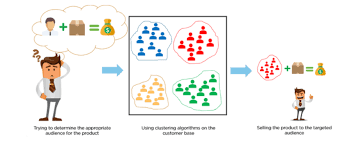 Trying to determine the appropriate
audience for the product
Using clustering algorithms on the
customer base
Selling the product to the targeted
audience